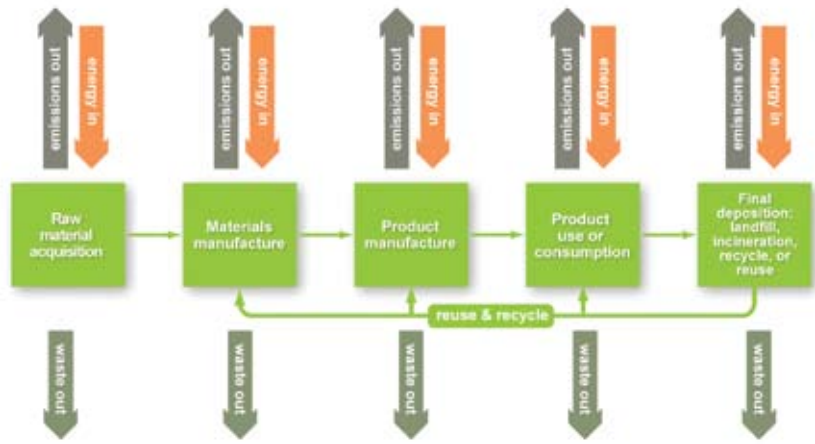 emissions out
energy in
emissions out
energy in
emissions out
energy in
emissions out
energy in
emissions out
energy in
Raw
material
acquisition
Materials
manufacture
Product
manufacture
Product
use or
consumption
Final
deposition:
landfill,
incineration,
recycle, or
reuse
reuse & recycle
waste out
waste out
waste out
waste out
waste out